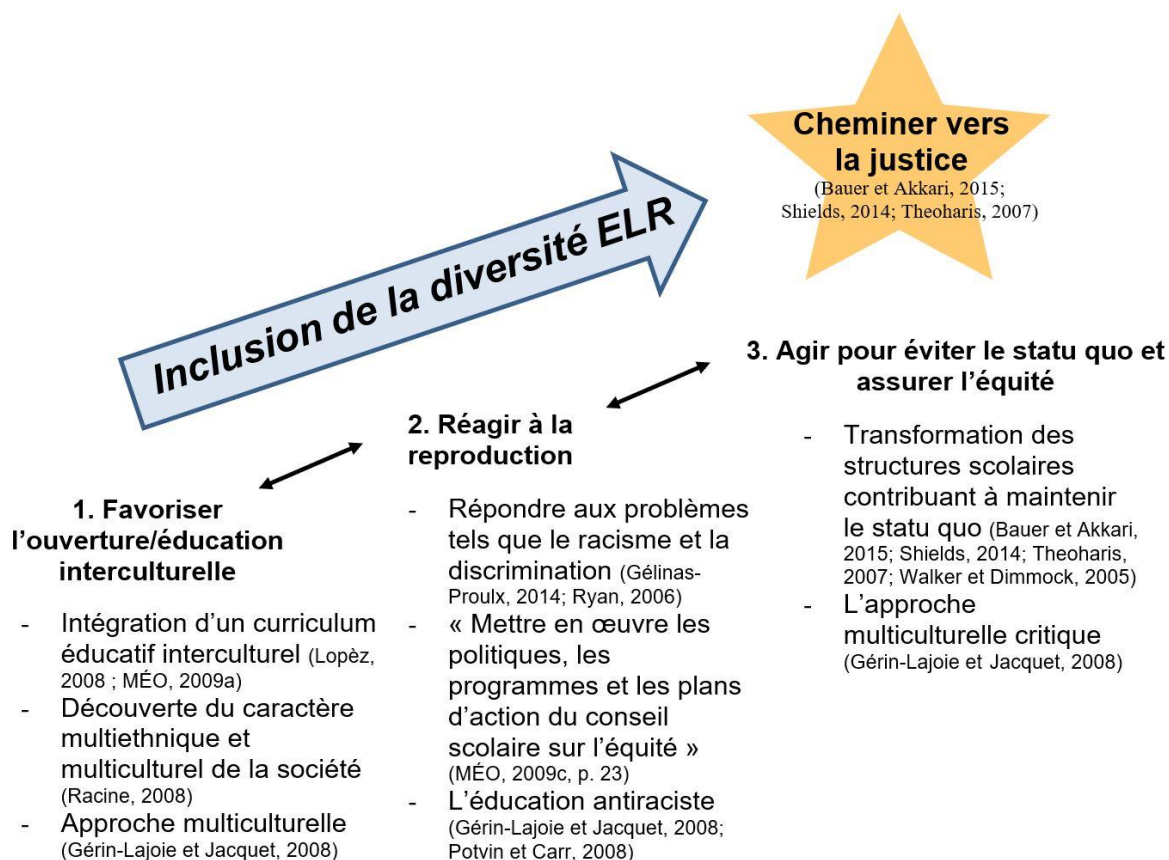 Cheminer vers
la justice
(Bauer et Akkari, 2015;
Shields, 2014; Theoharis, 2007)
Inclusion de la diversité ELR
1. Favoriser
l’ouverture/éducation
interculturelle
- Intégration d’un curriculum
éducatif interculturel (Lopèz,
2008 ; MÉO, 2009a)
- Découverte du caractère
multiethnique et
multiculturel de la société
(Racine, 2008)
- Approche multiculturelle
(Gérin-Lajoie et Jacquet, 2008)
2. Réagir à la
reproduction
- Répondre aux problèmes
tels que le racisme et la
discrimination (Gélinas-
Proulx, 2014; Ryan, 2006)
- « Mettre en œuvre les
politiques, les
programmes et les plans
d’action du conseil
scolaire sur l’équité »
(MÉO, 2009c, p. 23)
- L’éducation antiraciste
(Gérin-Lajoie et Jacquet, 2008;
Potvin et Carr, 2008)
3. Agir pour éviter le statu quo et
assurer l’équité
- Transformation des
structures scolaires
contribuant à maintenir
le statu quo (Bauer et Akkari,
2015; Shields, 2014; Theoharis,
2007; Walker et Dimmock, 2005)
- L’approche
multiculturelle critique
(Gérin-Lajoie et Jacquet, 2008)